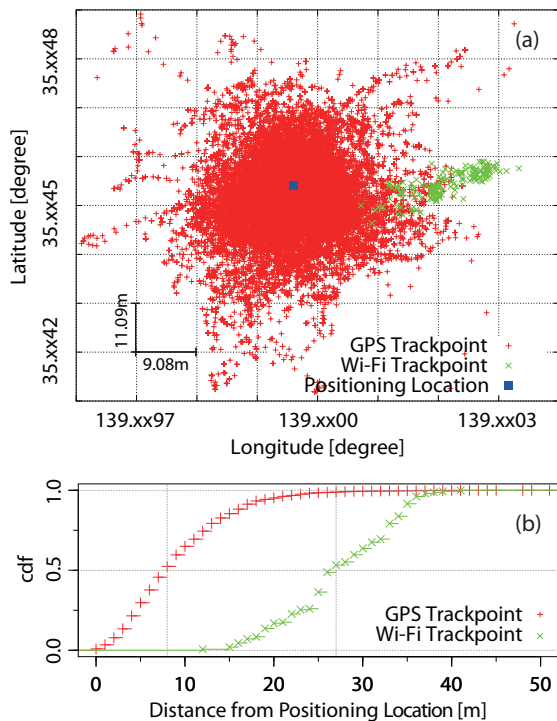 (a)
35.xx48
35.xx45
35.xx42
Latitude [degree]
11.09m
9.08m
GPS Trackpoint
Wi-Fi Trackpoint
Positioning Location
139.xx97
139.xx00
139.xx03
Longitude [degree]
(b)
1.0
0.5
0.0
cdf
GPS Trackpoint
Wi-Fi Trackpoint
0
10
20
30
40
50
Distance from Positioning Location [m]